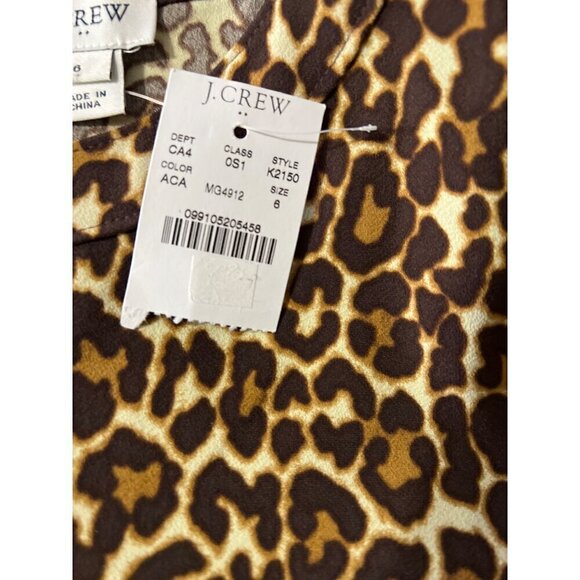 .CREW
6
MADE IN
CHINA
J.CREW
DEPT CLASS STYLE
CA4 0S1 K2150
COLOR SIZE
ACA MG4912 6
099105205458